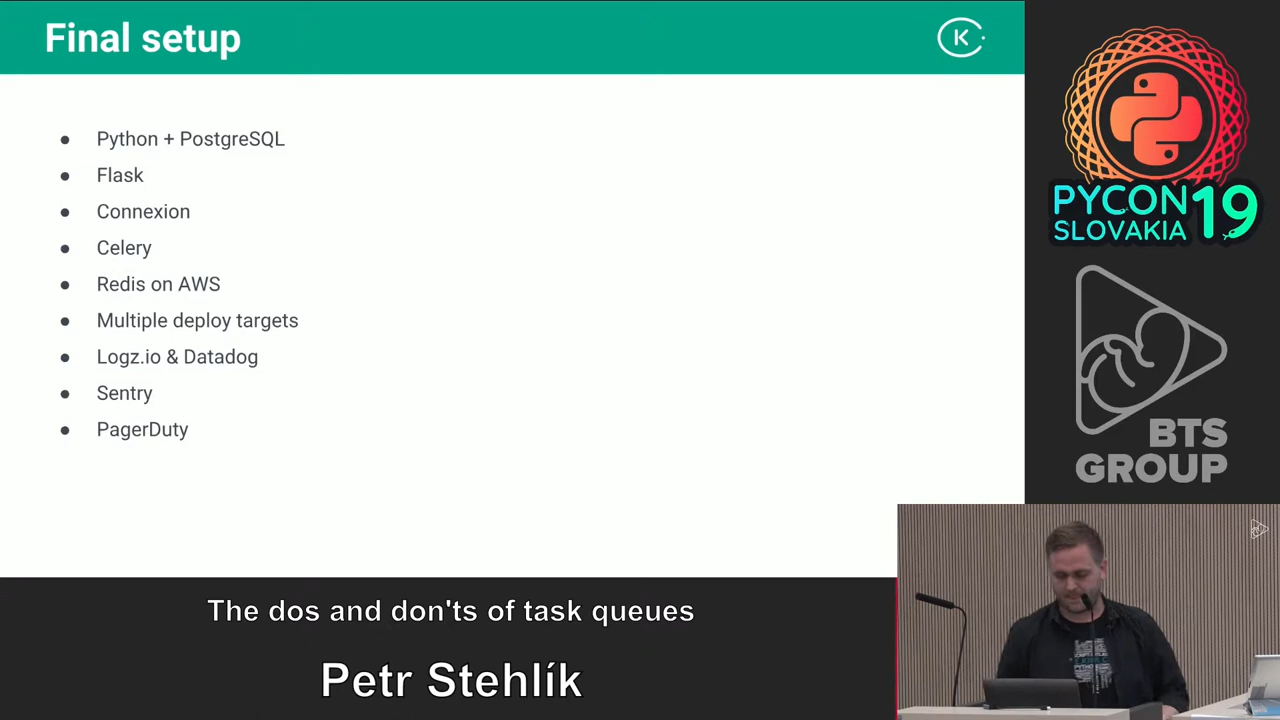 Final setup
K
Python + PostgreSQL
Flask
Connexion
Celery
Redis on AWS
Multiple deploy targets
Logz.io & Datadog
Sentry
PagerDuty
PYCON 19
SLOVAKIA
BTS
GROUP
The dos and don'ts of task queues
Petr Stehlík